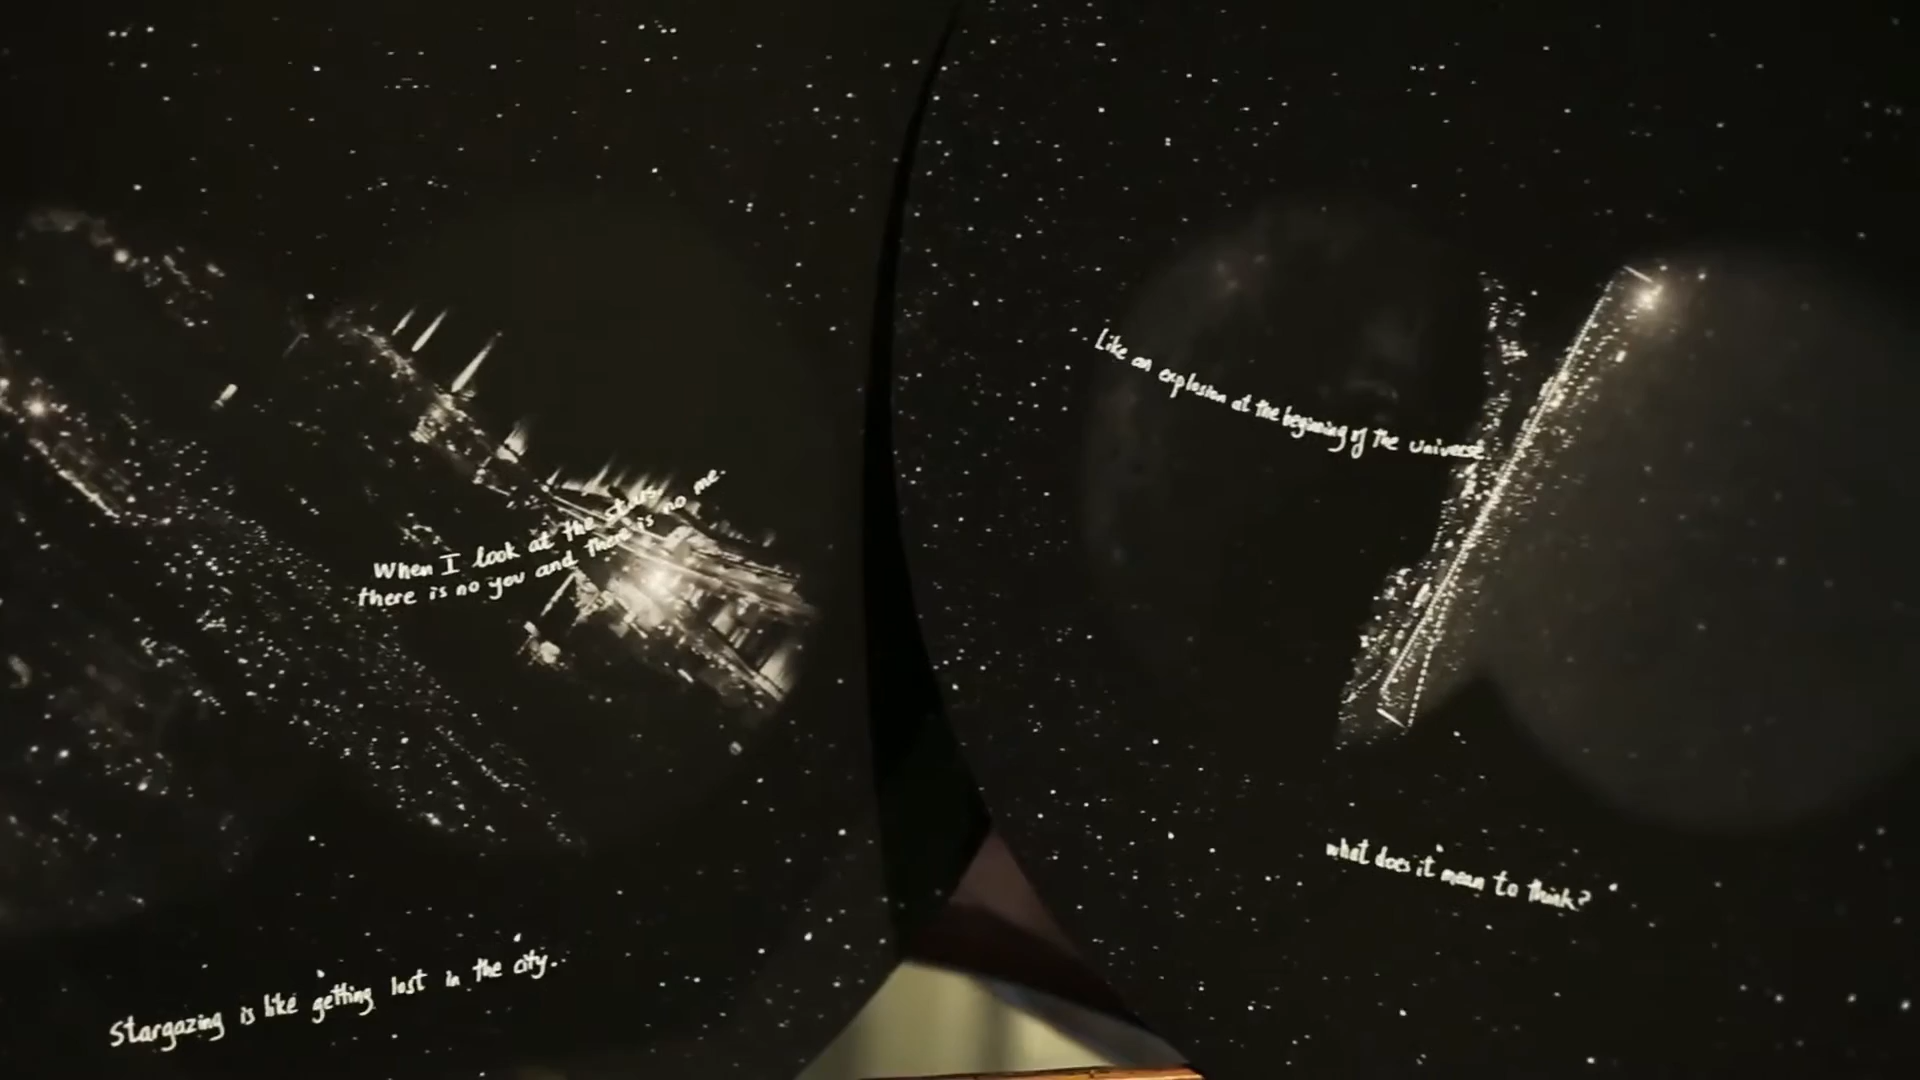 When I look at the stars
there is no you and there is no me.
Stargazing is like getting lost in the city..
Like an explosion at the beginning of the universe.
what does it mean to think?